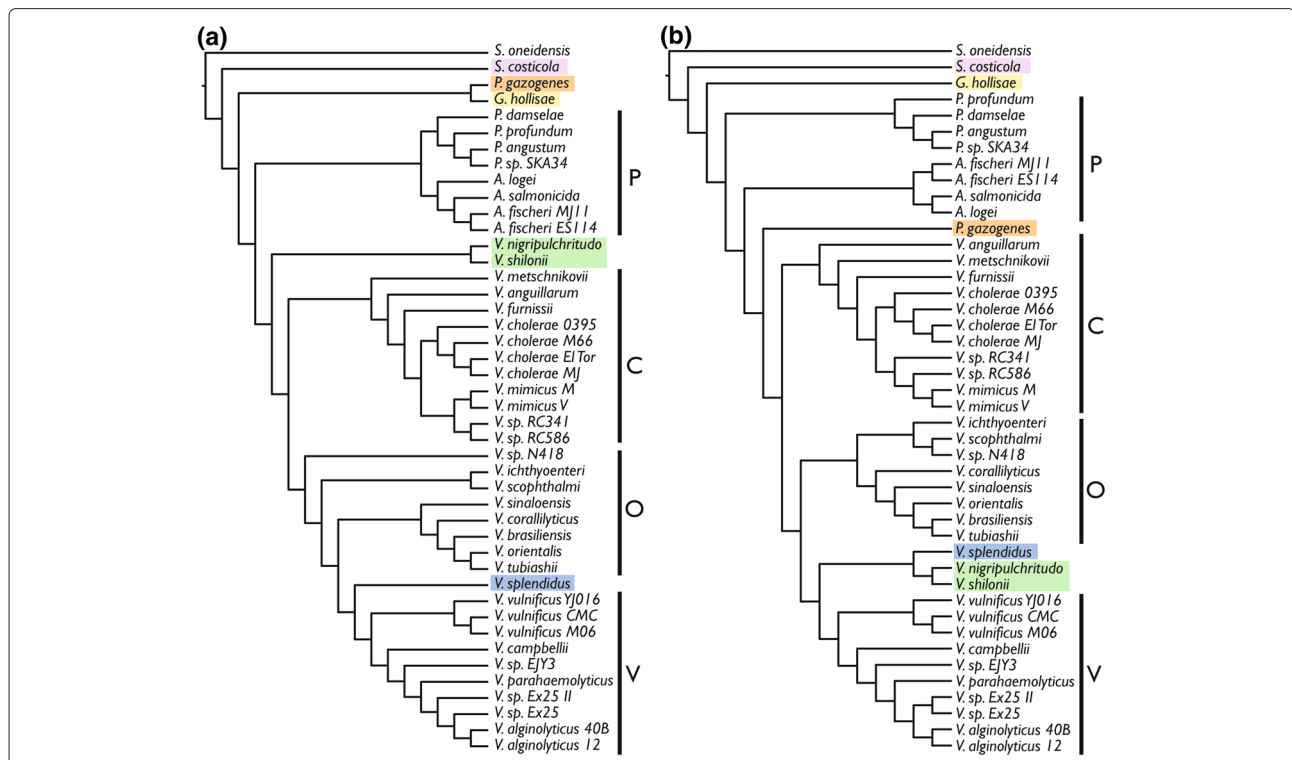 (a)
S. oneidensis
S. costicola
P. gazogenes
G. hollisae
P. damselae
P. profundum
P. angustum
P. sp. SKA34
A. logei
A. salmonicida
A. fischeri MJ11
A. fischeri ES114
P
V. nigripulchritudo
V. shilonii
V. metschnikovii
V. anguillarum
V. furnissii
V. cholerae 0395
V. cholerae M66
V. cholerae El Tor
V. cholerae MJ
V. mimicus M
V. mimicus V
V. sp. RC341
V. sp. RC586
C
V. sp. N418
V. ichthyoenteri
V. scophthalmi
V. sinaloensis
V. corallilyticus
V. brasiliensis
V. orientalis
V. tubiashii
O
V. splendidus
V. vulnificus YJ016
V. vulnificus CMC
V. vulnificus M06
V. campbellii
V. sp. EJY3
V. parahaemolyticus
V. sp. Ex25 II
V. sp. Ex25
V. alginolyticus 40B
V. alginolyticus 12
V
(b)
S. oneidensis
S. costicola
G. hollisae
P. profundum
P. damselae
P. angustum
P. sp. SKA34
A. fischeri MJ11
A. fischeri ES114
A. salmonicida
A. logei
P
P. gazogenes
V. anguillarum
V. metschnikovii
V. furnissii
V. cholerae 0395
V. cholerae M66
V. cholerae El Tor
V. cholerae MJ
V. sp. RC341
V. sp. RC586
V. mimicus M
V. mimicus V
C
V. ichthyoenteri
V. scophthalmi
V. sp. N418
V. corallilyticus
V. sinaloensis
V. orientalis
V. brasiliensis
V. tubiashii
O
V. splendidus
V. nigripulchritudo
V. shilonii
V. vulnificus YJ016
V. vulnificus CMC
V. vulnificus M06
V. campbellii
V. sp. EJY3
V. parahaemolyticus
V. sp. Ex25 II
V. sp. Ex25
V. alginolyticus 40B
V. alginolyticus 12
V